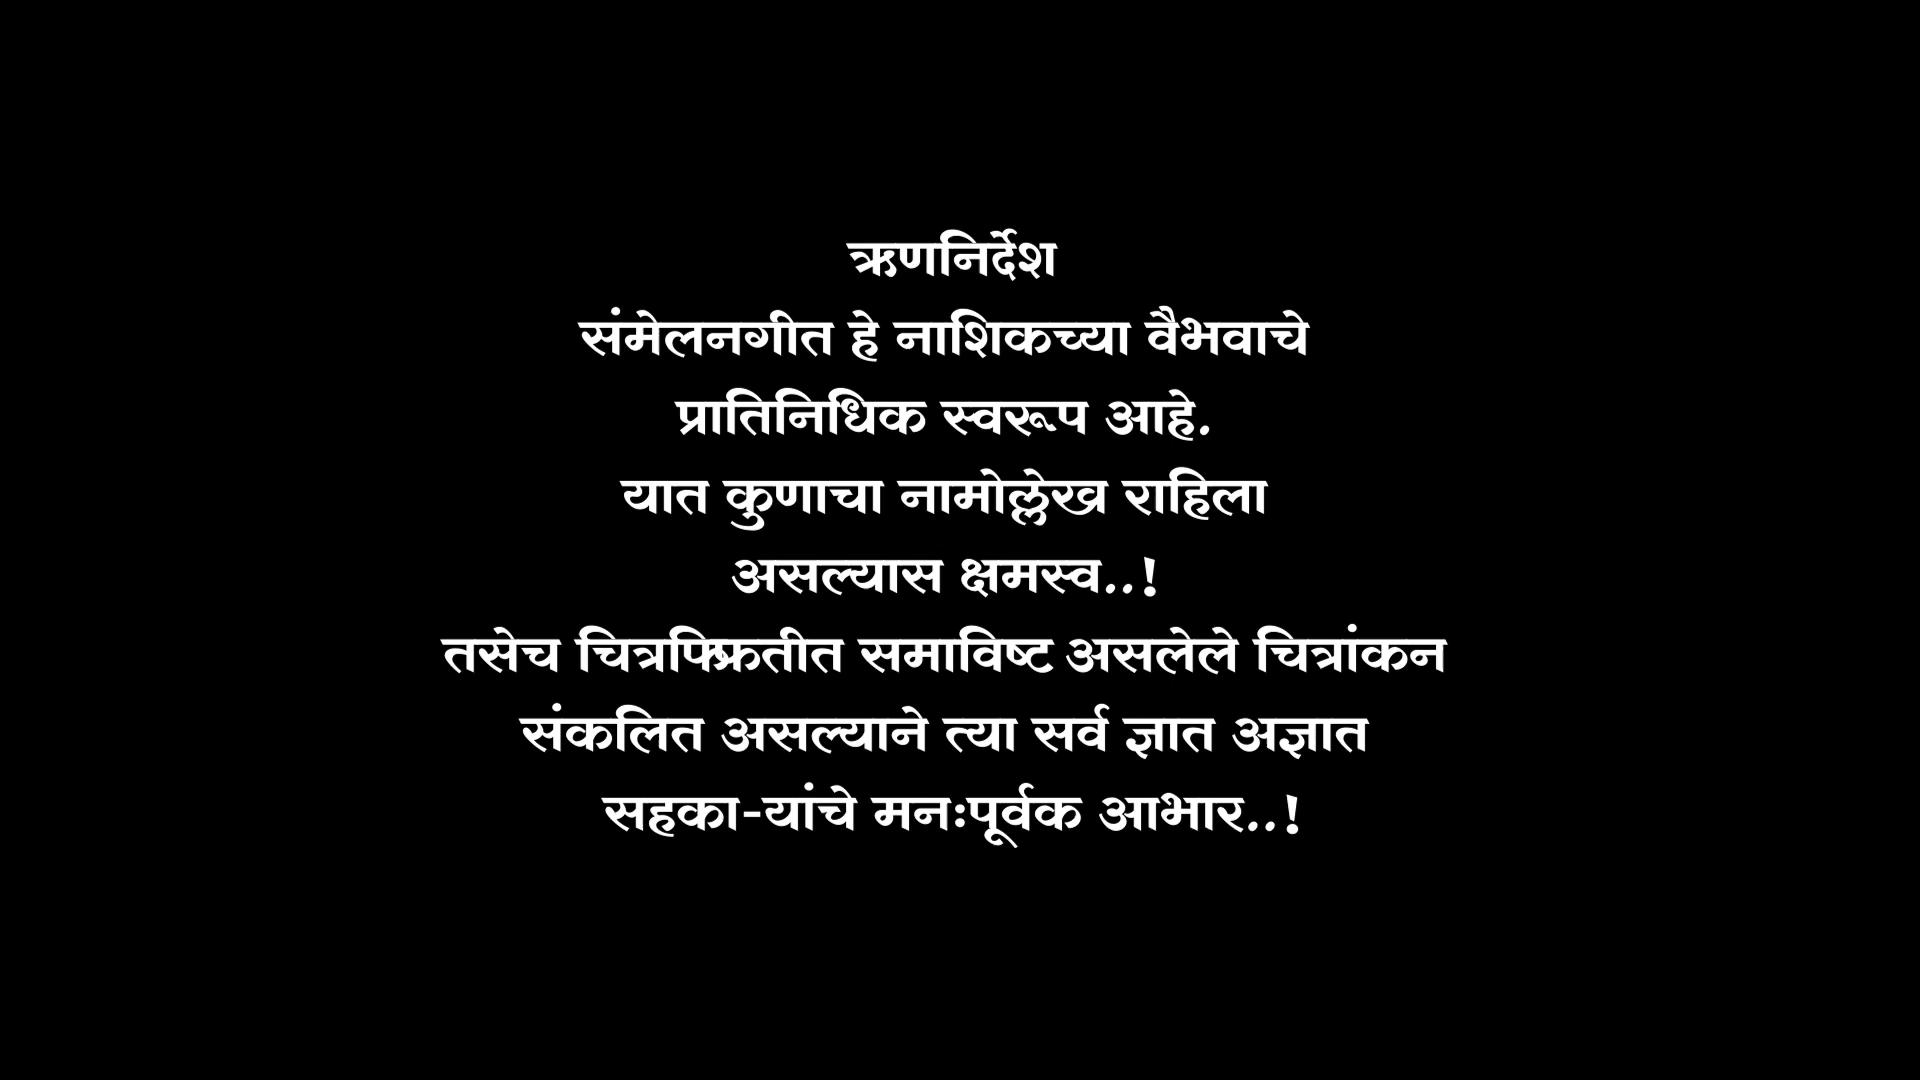 ऋणनिर्देश
संमेलनगीत हे नाशिकच्या वैभवाचे
प्रातिनिधिक स्वरूप आहे.
यात कुणाचा नामोल्लेख राहिला
असल्यास क्षमस्व..!
तसेच समाविष्ट असलेले चित्रांकन
संकलित असल्याने त्या सर्व ज्ञात अज्ञात
सहका-यांचे मनःपूर्वक आभार..!